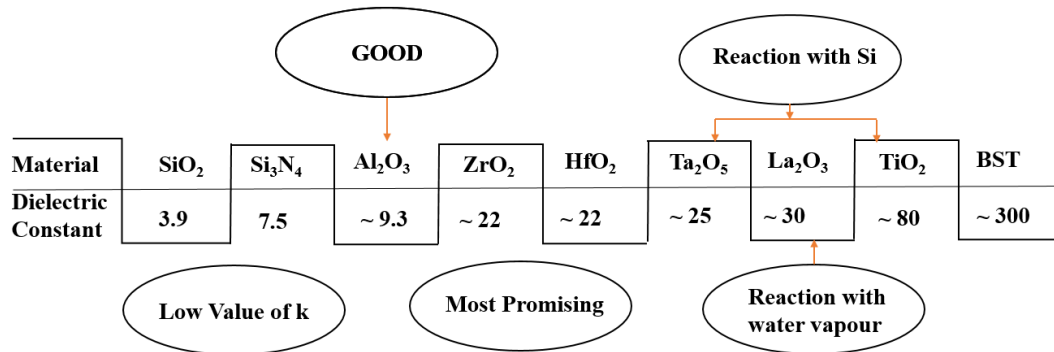 GOOD
Reaction with Si
Material SiO₂ Si₃N₄ Al₂O₃ ZrO₂ HfO₂ Ta₂O₅ La₂O₃ TiO₂ BST
Dielectric
Constant 3.9 7.5 ~ 9.3 ~ 22 ~ 22 ~ 25 ~ 30 ~ 80 ~ 300
Low Value of k
Most Promising
Reaction with
water vapour